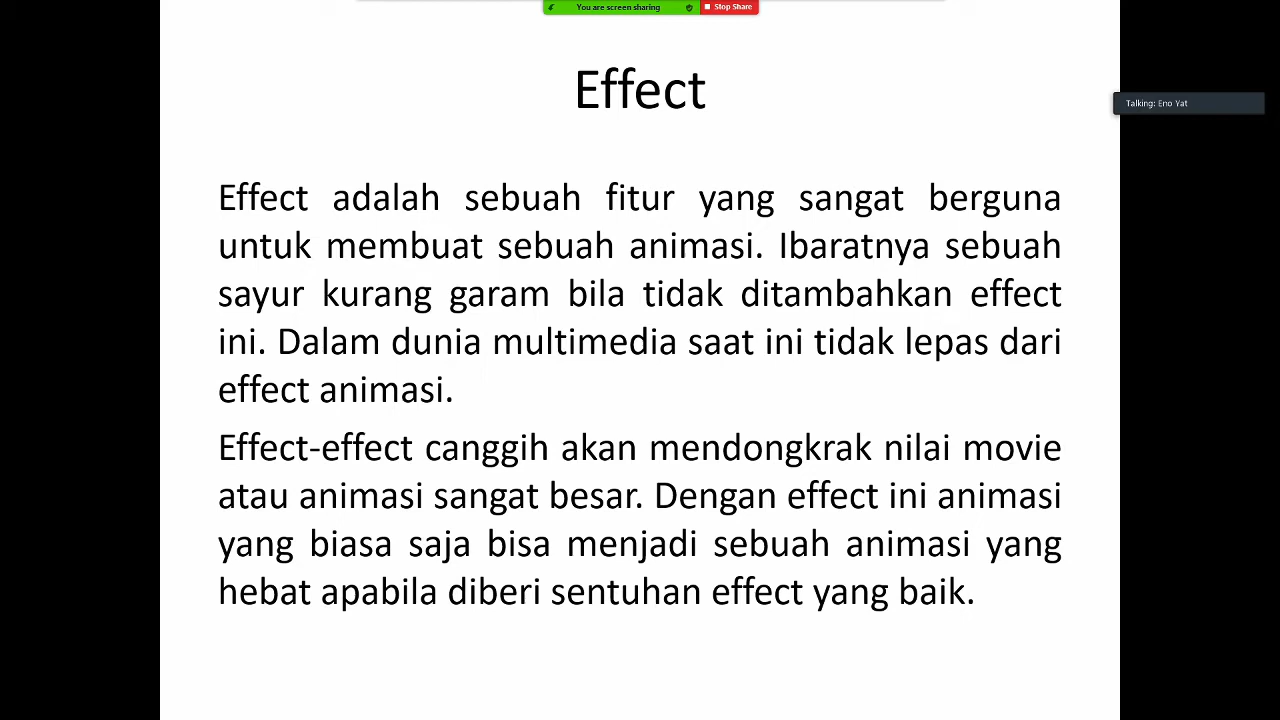 You are screen sharing
Stop Share
Effect
Talking: Eno Yat
Effect adalah sebuah fitur yang sangat berguna
untuk membuat sebuah animasi. Ibaratnya sebuah
sayur kurang garam bila tidak ditambahkan effect
ini. Dalam dunia multimedia saat ini tidak lepas dari
effect animasi.
Effect-effect canggih akan mendongkrak nilai movie
atau animasi sangat besar. Dengan effect ini animasi
yang biasa saja bisa menjadi sebuah animasi yang
hebat apabila diberi sentuhan effect yang baik.